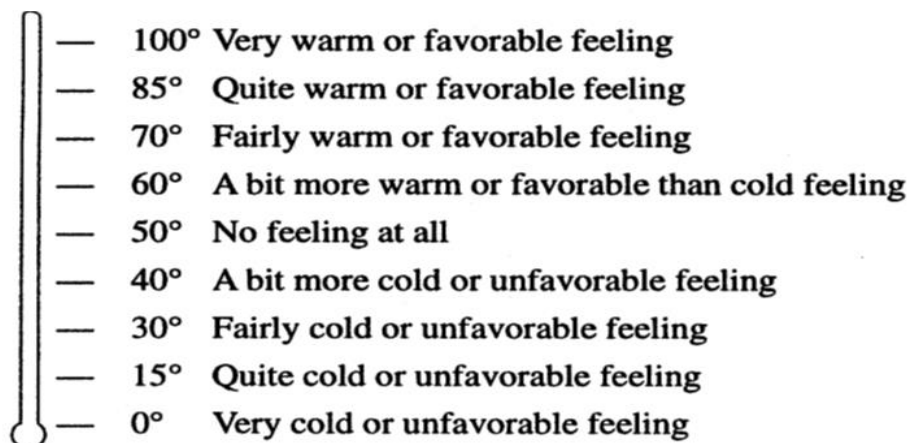 100° Very warm or favorable feeling
85° Quite warm or favorable feeling
70° Fairly warm or favorable feeling
60° A bit more warm or favorable than cold feeling
50° No feeling at all
40° A bit more cold or unfavorable feeling
30° Fairly cold or unfavorable feeling
15° Quite cold or unfavorable feeling
0° Very cold or unfavorable feeling